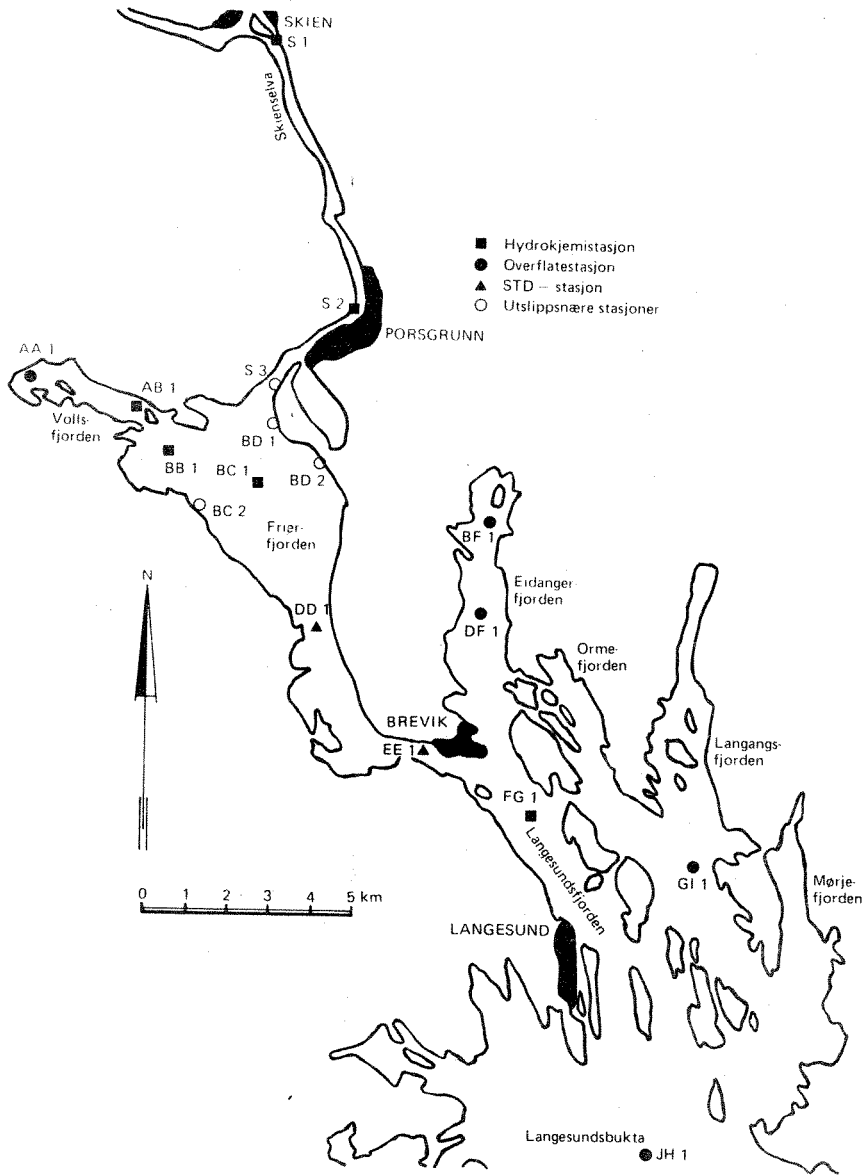 SKIEN
S 1
Skienselva
Hydrokjemistasjon
Overflatestasjon
STD – stasjon
Utslippsnære stasjoner
S 2
PORSGRUNN
AA 1
S 3
AB 1
Volls-
fjorden
BD 1
BB 1
BC 1
BD 2
BC 2
Frier-
fjorden
BF 1
Eidanger-
fjorden
N
DD 1
DF 1
Orme-
fjorden
BREVIK
EE 1
Langangs-
fjorden
FG 1
Langesundsfjorden
GI 1
Mørje-
fjorden
0 1 2 3 4 5 km
LANGESUND
Langesundsbukta
JH 1